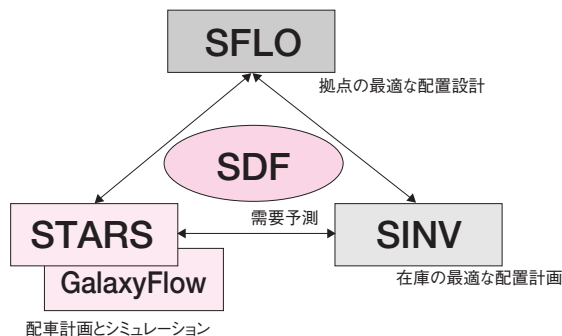 SFLO
拠点の最適な配置設計
SDF
需要予測
STARS
SINV
GalaxyFlow
在庫の最適な配置計画
配車計画とシミュレーション